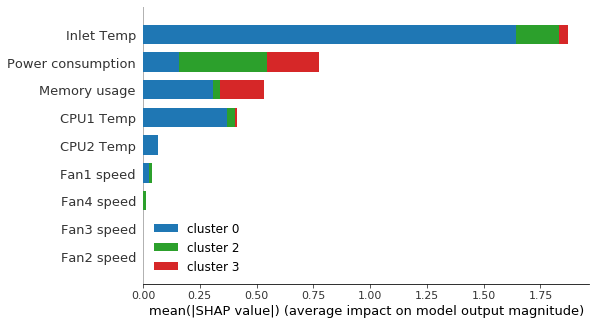 Inlet Temp
Power consumption
Memory usage
CPU1 Temp
CPU2 Temp
Fan1 speed
Fan4 speed
Fan3 speed
Fan2 speed
cluster 0
cluster 2
cluster 3
0.00 0.25 0.50 0.75 1.00 1.25 1.50 1.75
mean(|SHAP value|) (average impact on model output magnitude)